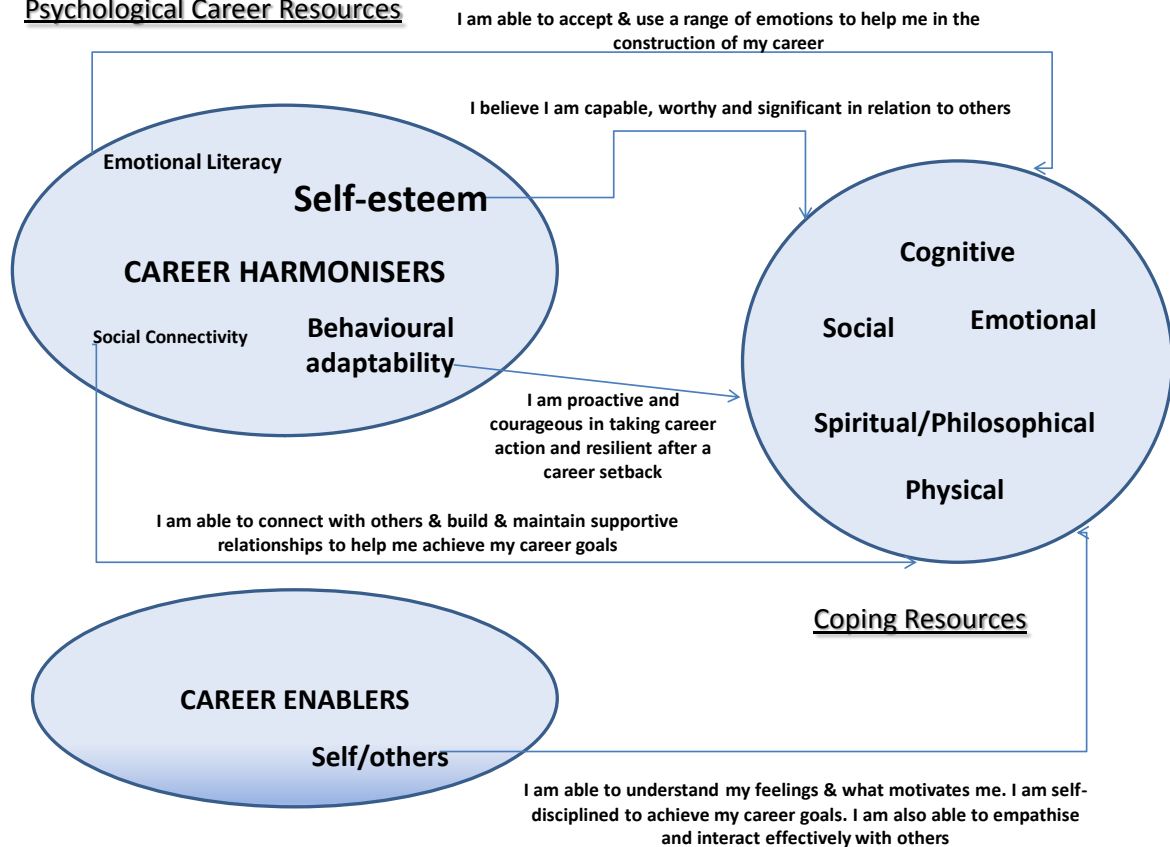 Psychological Career Resources
I am able to accept & use a range of emotions to help me in the
construction of my career
I believe I am capable, worthy and significant in relation to others
Emotional Literacy
Self-esteem
CAREER HARMONISERS
Social Connectivity
Behavioural
adaptability
Cognitive
Social
Emotional
Spiritual/Philosophical
Physical
I am proactive and
courageous in taking career
action and resilient after a
career setback
I am able to connect with others & build & maintain supportive
relationships to help me achieve my career goals
Coping Resources
CAREER ENABLERS
Self/others
I am able to understand my feelings & what motivates me. I am self-
disciplined to achieve my career goals. I am also able to empathise
and interact effectively with others